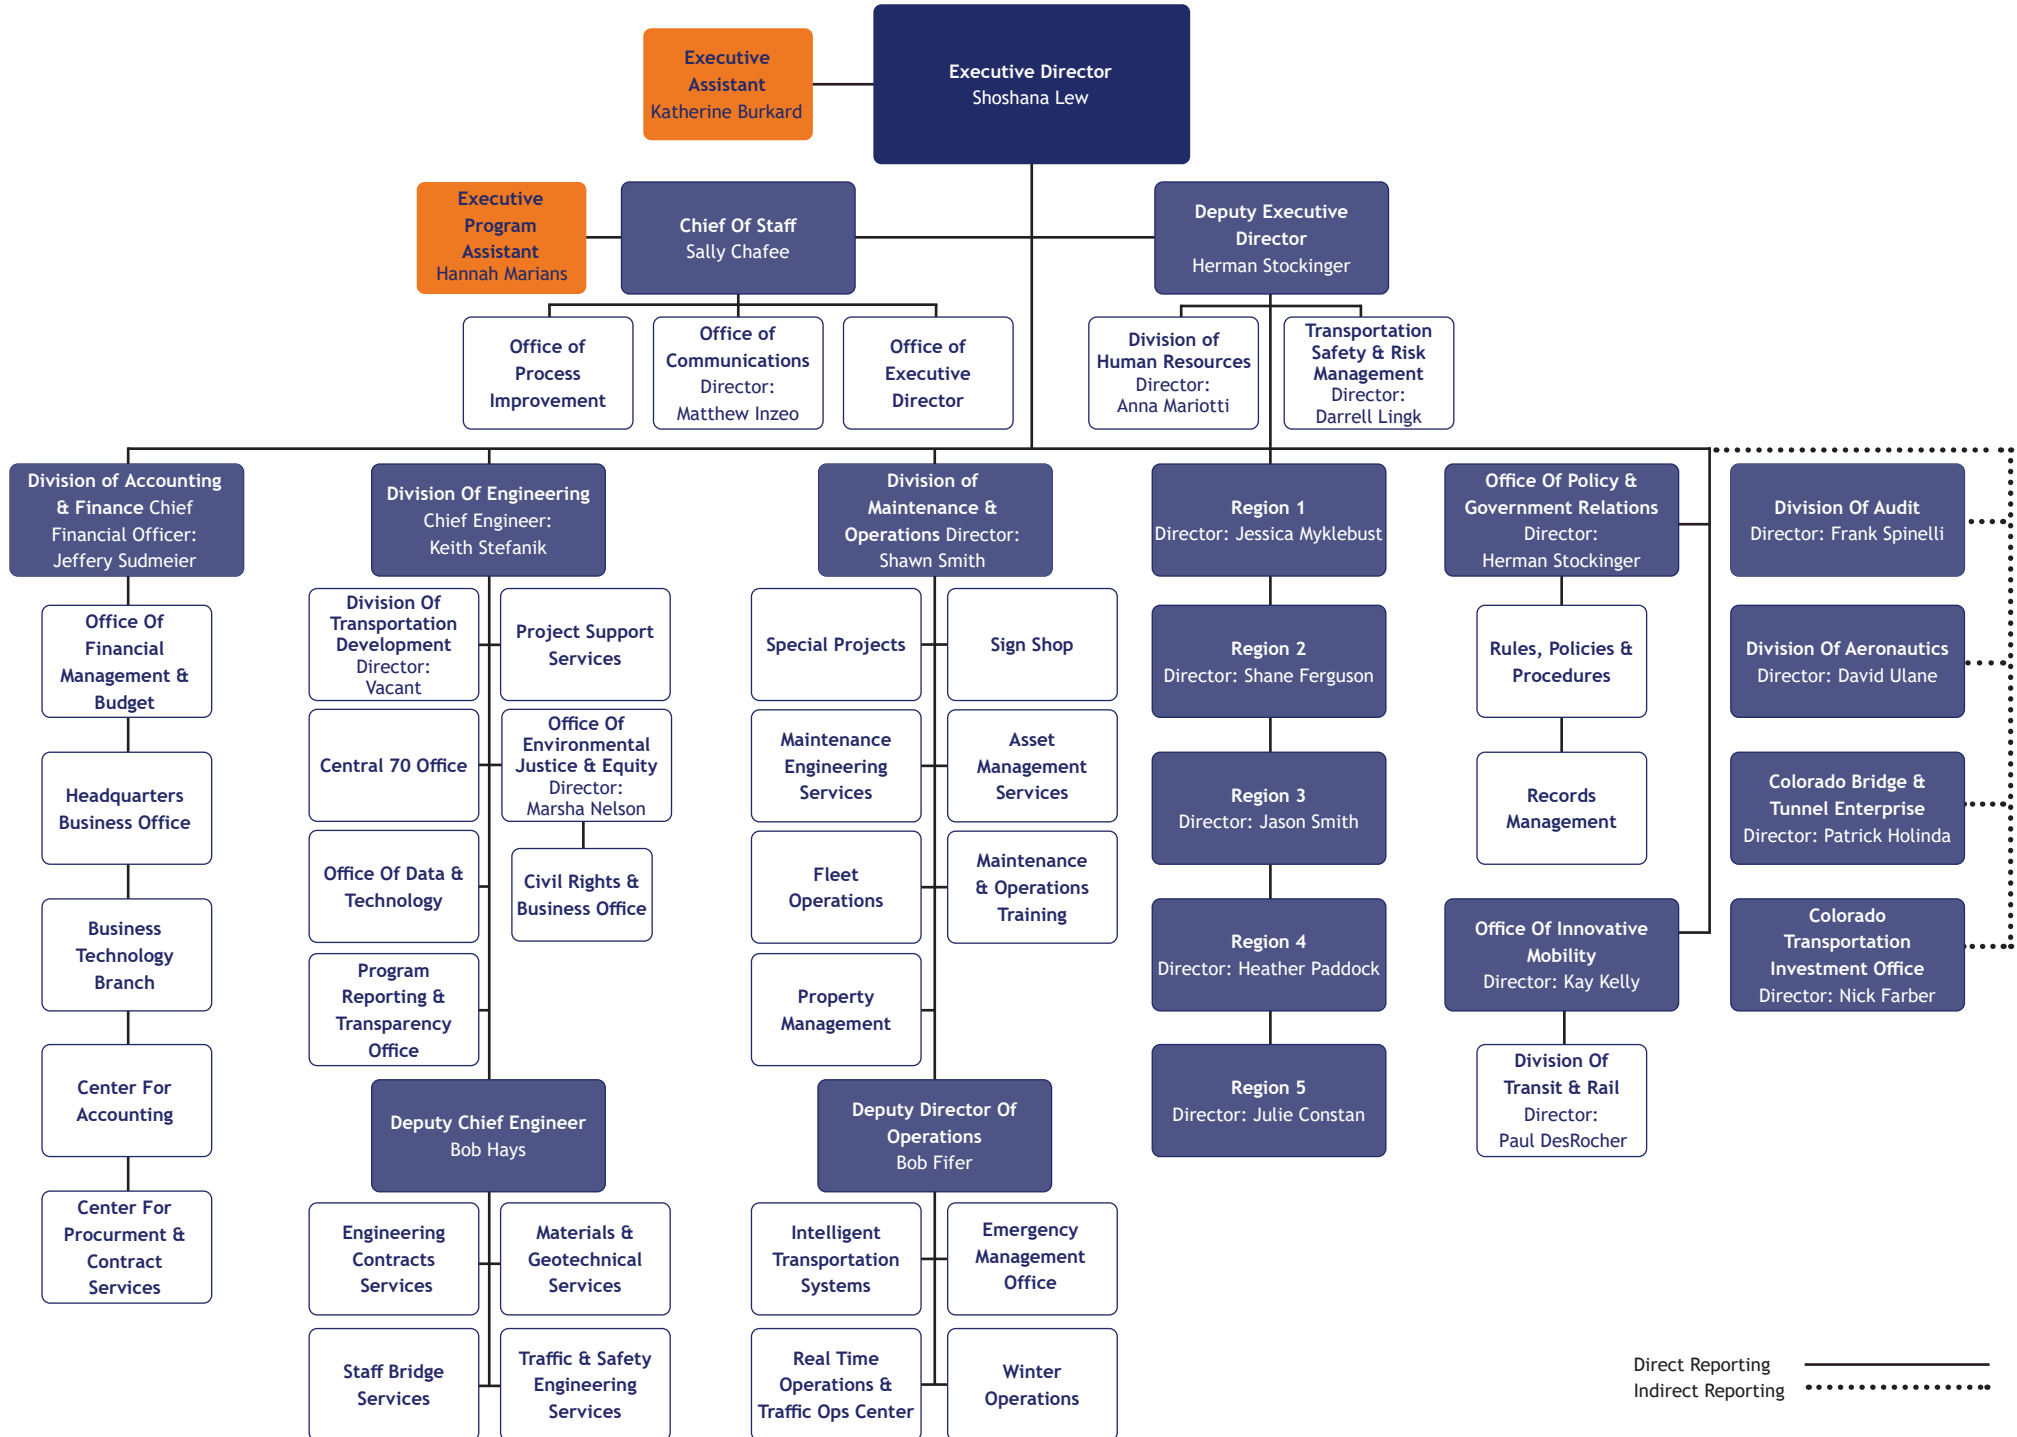 Executive
Assistant
Katherine Burkard
Executive Director
Shoshana Lew
Executive
Program
Assistant
Hannah Marians
Chief Of Staff
Sally Chafee
Deputy Executive
Director
Herman Stockinger
Office of
Process
Improvement
Office of
Communications
Director:
Matthew Inzeo
Office of
Executive
Director
Division of
Human Resources
Director:
Anna Mariotti
Transportation
Safety & Risk
Management
Director:
Darrell Lingk
Division of Accounting
& Finance Chief
Financial Officer:
Jeffery Sudmeier
Office Of
Financial
Management &
Budget
Headquarters
Business Office
Business
Technology
Branch
Center For
Accounting
Center For
Procurment &
Contract
Services
Division Of Engineering
Chief Engineer:
Keith Stefanik
Division Of
Transportation
Development
Director:
Vacant
Project Support
Services
Central 70 Office
Office Of
Environmental
Justice & Equity
Director:
Marsha Nelson
Office Of Data &
Technology
Civil Rights &
Business Office
Program
Reporting &
Transparency
Office
Deputy Chief Engineer
Bob Hays
Engineering
Contracts
Services
Materials &
Geotechnical
Services
Staff Bridge
Services
Traffic & Safety
Engineering
Services
Division of
Maintenance &
Operations Director:
Shawn Smith
Special Projects
Sign Shop
Maintenance
Engineering
Services
Asset
Management
Services
Fleet
Operations
Maintenance
& Operations
Training
Property
Management
Deputy Director Of
Operations
Bob Fifer
Intelligent
Transportation
Systems
Emergency
Management
Office
Real Time
Operations &
Traffic Ops Center
Winter
Operations
Region 1
Director: Jessica Myklebust
Region 2
Director: Shane Ferguson
Region 3
Director: Jason Smith
Region 4
Director: Heather Paddock
Region 5
Director: Julie Constan
Office Of Policy &
Government Relations
Director:
Herman Stockinger
Rules, Policies &
Procedures
Records
Management
Office Of Innovative
Mobility
Director: Kay Kelly
Division Of
Transit & Rail
Director:
Paul DesRocher
Division Of Audit
Director: Frank Spinelli
Division Of Aeronautics
Director: David Ulane
Colorado Bridge &
Tunnel Enterprise
Director: Patrick Holinda
Colorado
Transportation
Investment Office
Director: Nick Farber
Direct Reporting
Indirect Reporting